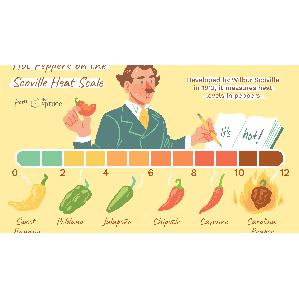 Hot Peppers on the
Scoville Heat Scale
from the spruce
Developed by Wilbur Scoville
in 1912, it measures heat
levels in peppers.
it's hot!
0 2 4 6 8 10 12
Sweet Banana
Poblano
Jalapeño
Chipotle
Cayenne
Carolina Reaper